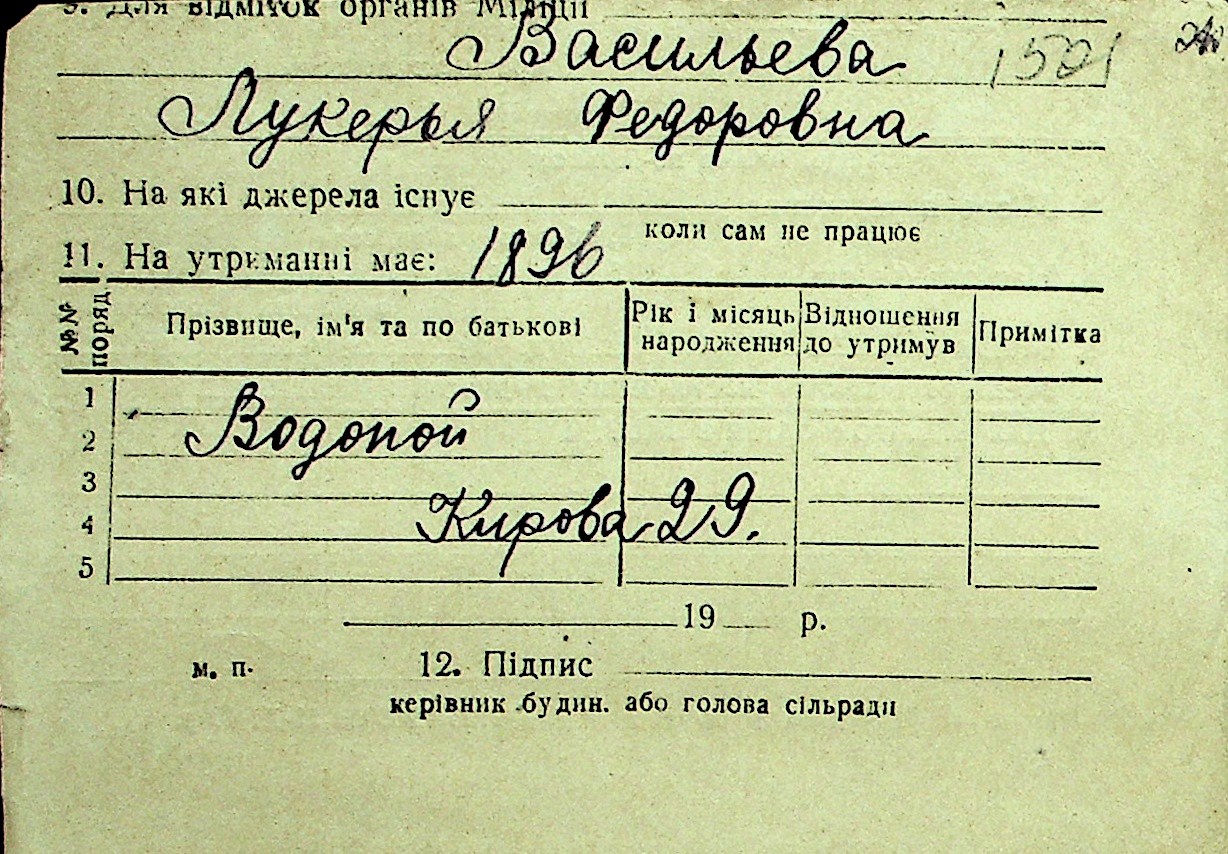 9. Для відміток органів Міліції
Васильева 1521
Лукерья Федоровна
10. На які джерела існує
коли сам не працює
11. На утриманні має: 1896
№№ поряд Прізвище, ім'я та по батькові Рік і місяць народження Відношення до утримув Примітка
1
2 Водопой
3
4 Кирова 29.
5
19 р.
м. п. 12. Підпис
керівник будин. або голова сільради